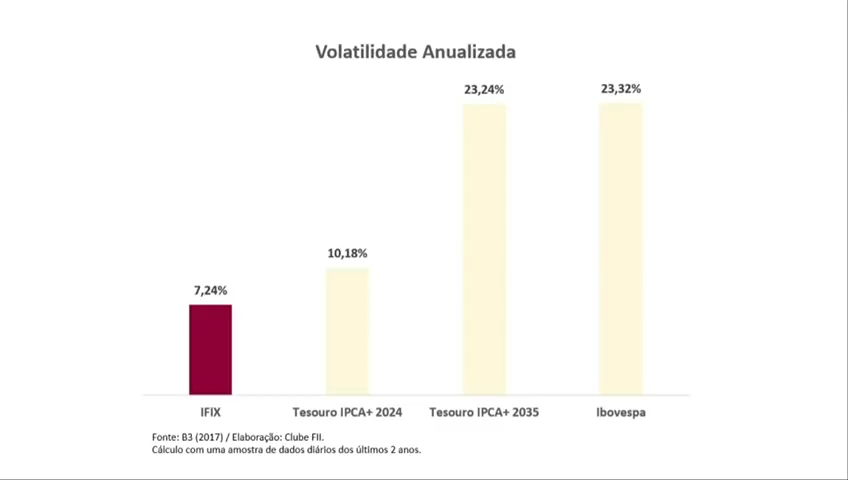 Volatilidade Anualizada
23,24%
23,32%
10,18%
7,24%
IFIX
Tesouro IPCA+ 2024
Tesouro IPCA+ 2035
Ibovespa
Fonte: B3 (2017) / Elaboração: Clube FII.
Cálculo com uma amostra de dados diários dos últimos 2 anos.